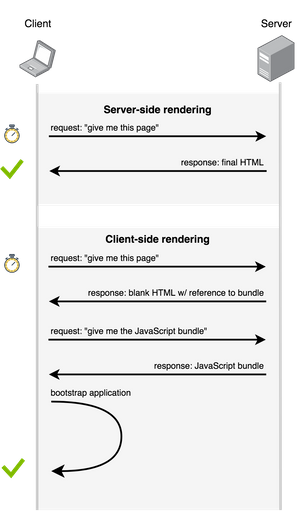 Client
Server
Server-side rendering
request: "give me this page"
response: final HTML
Client-side rendering
request: "give me this page"
response: blank HTML w/ reference to bundle
request: "give me the JavaScript bundle"
response: JavaScript bundle
bootstrap application